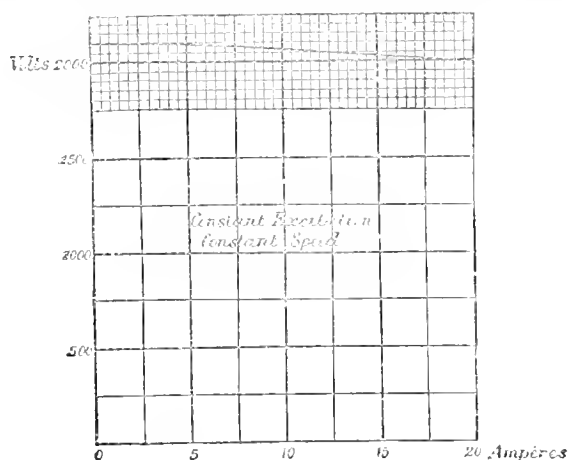 Volts 2000
1500
Constant Excitation
Constant Speed
1000
500
0 5 10 15 20 Ampères